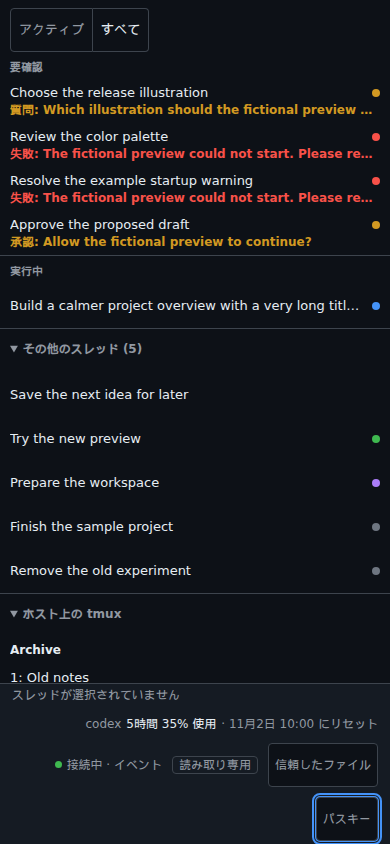 アクティブ すべて
要確認
Choose the release illustration
質問: Which illustration should the fictional preview …
Review the color palette
失敗: The fictional preview could not start. Please re…
Resolve the example startup warning
失敗: The fictional preview could not start. Please re…
Approve the proposed draft
承認: Allow the fictional preview to continue?
実行中
Build a calmer project overview with a very long titl…
▼ その他のスレッド (5)
Save the next idea for later
Try the new preview
Prepare the workspace
Finish the sample project
Remove the old experiment
▼ ホスト上の tmux
Archive
1: Old notes
スレッドが選択されていません
codex 5時間 35% 使用 · 11月2日 10:00 にリセット
接続中 · イベント 読み取り専用 信頼したファイル
パスキー